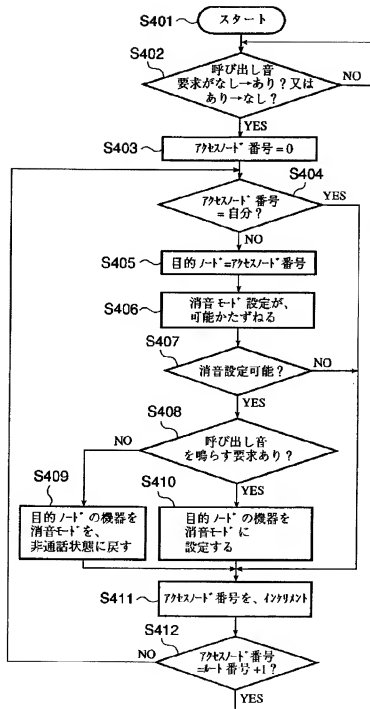 S401
スタート
S402
呼び出し音
要求がなし→あり?又は
あり→なし?
NO
YES
S403
アクセスノード番号=0
S404
アクセスノード番号
=自分?
YES
NO
S405
目的ノード=アクセスノード番号
S406
消音モード設定が、
可能かたずねる
S407
消音設定可能?
NO
YES
S408
呼び出し音
を鳴らす要求あり?
NO
YES
S409
目的ノードの機器を
消音モードを、
非通話状態に戻す
S410
目的ノードの機器を
消音モードに
設定する
S411
アクセスノード番号を、インクリメント
S412
アクセスノード番号
=ルート番号+1?
NO
YES